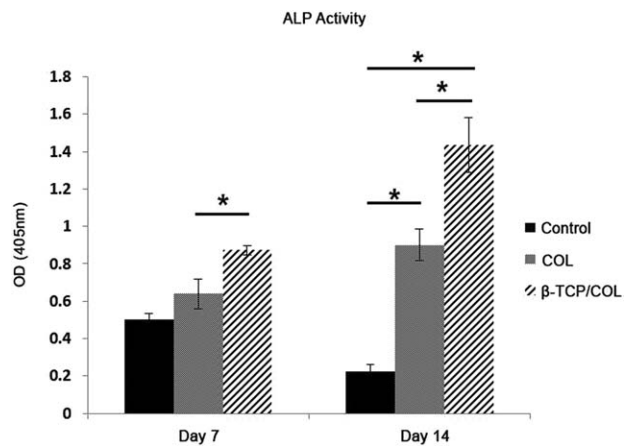 ALP Activity
*
*
*
*
1.8
1.6
1.4
1.2
1
0.8
0.6
0.4
0.2
0
OD (405nm)
Control
COL
β-TCP/COL
Day 7
Day 14